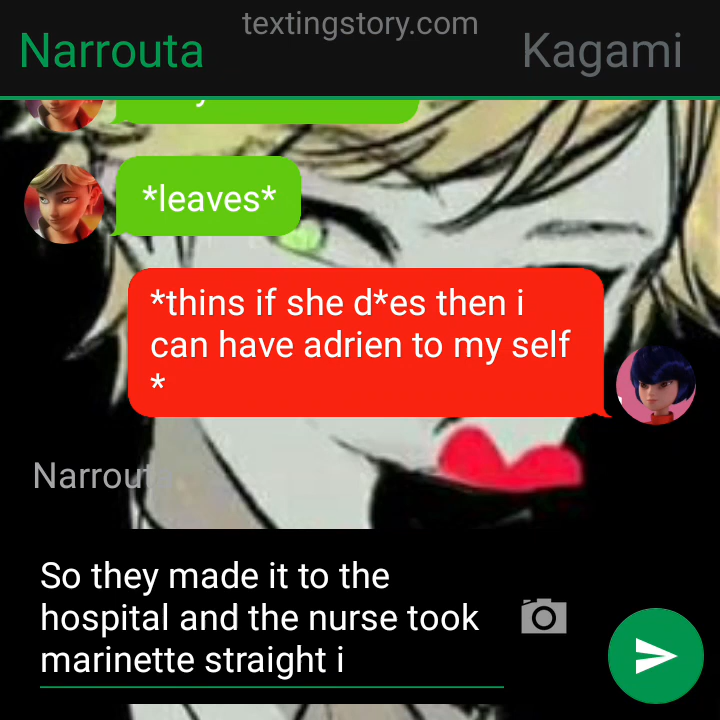 textingstory.com
Narrouta Kagami
*leaves*
*thins if she d*es then i
can have adrien to my self
*
Narrout
So they made it to the
hospital and the nurse took
marinette straight i